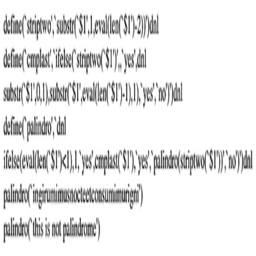 define(`striptwo',`substr(`$1',1,eval(len(`$1')-2))')dnl
define(`cmplast',`ifelse(`striptwo(`$1')',,`yes',dnl
substr(`$1',0,1),substr(`$1',eval(len(`$1')-1),1),`yes',`no')')dnl
define(`palindro',`dnl
ifelse(eval(len(`$1')<1),1,`yes',cmplast(`$1'),`yes',`palindro(striptwo(`$1'))',`no')')dnl
palindro(`ingirumimusnocteetconsumimurigni')
palindro(`this is not palindrome')